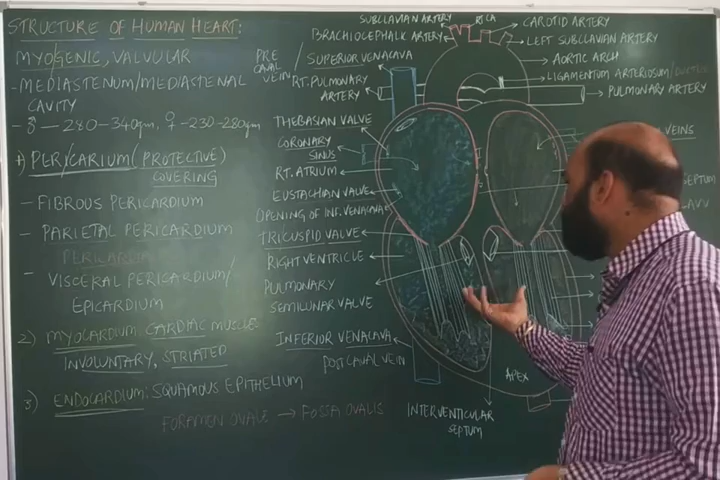 STRUCTURE OF HUMAN HEART:
MYOGENIC, VALVULAR
- MEDIASTENUM/MEDIASTENAL
CAVITY
- ♂ — 280-340gm, ♀ - 230-280gm
1) PERICARIUM (PROTECTIVE)
COVERING
- FIBROUS PERICARDIUM
- PARIETAL PERICARDIUM
PERICARDIA
- VISCERAL PERICARDIUM/
EPICARDIUM
2) MYOCARDIUM CARDIAC MUSCLE-
INVOLUNTARY, STRIATED
3) ENDOCARDIUM: SQUAMOUS EPITHELIUM
FORAMEN OVALE → FOSSA OVALIS
SUBCLAVIAN ARTERY
BRACHIOCEPHALIK ARTERY
PRE
CAVAL
VEIN
/ SUPERIOR VENACAVA
RT. PULMONARY
ARTERY
THEBASIAN VALVE
CORONARY
SINUS
RT. ATRIUM
EUSTACHIAN VALVE
OPENING OF INF. VENACAVA
TRICUSPID VALVE
RIGHT VENTRICLE
PULMONARY
SEMILUNAR VALVE
INFERIOR VENACAVA
POSTCAVAL VEIN
CAROTID ARTERY
LEFT SUBCLAVIAN ARTERY
AORTIC ARCH
LIGAMENTUM ARTERIOSUM/
PULMONARY ARTERY
VEINS
SEPTUM
AVV
APEX
INTERVENTICULAR
SEPTUM